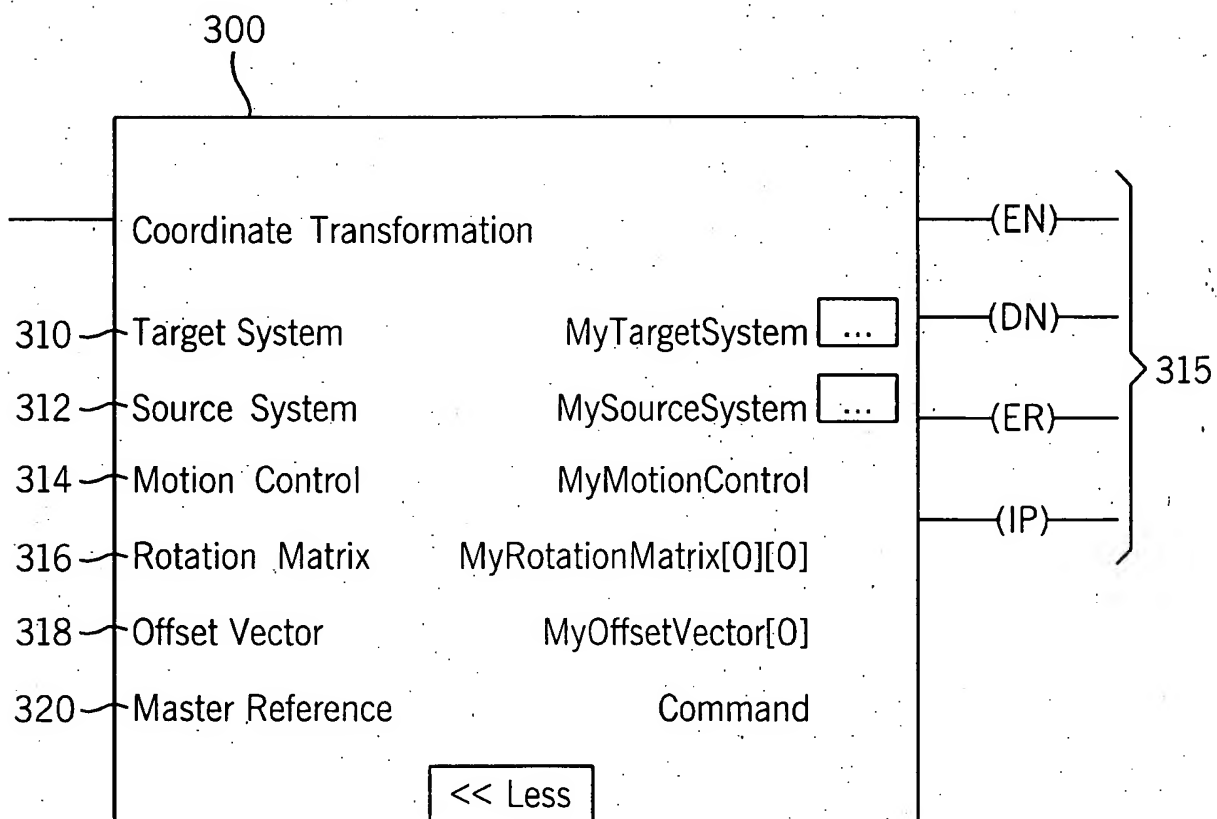 300
Coordinate Transformation (EN)
310 Target System MyTargetSystem ... (DN)
315
312 Source System MySourceSystem ... (ER)
314 Motion Control MyMotionControl
(IP)
316 Rotation Matrix MyRotationMatrix[0][0]
318 Offset Vector MyOffsetVector[0]
320 Master Reference Command
<< Less